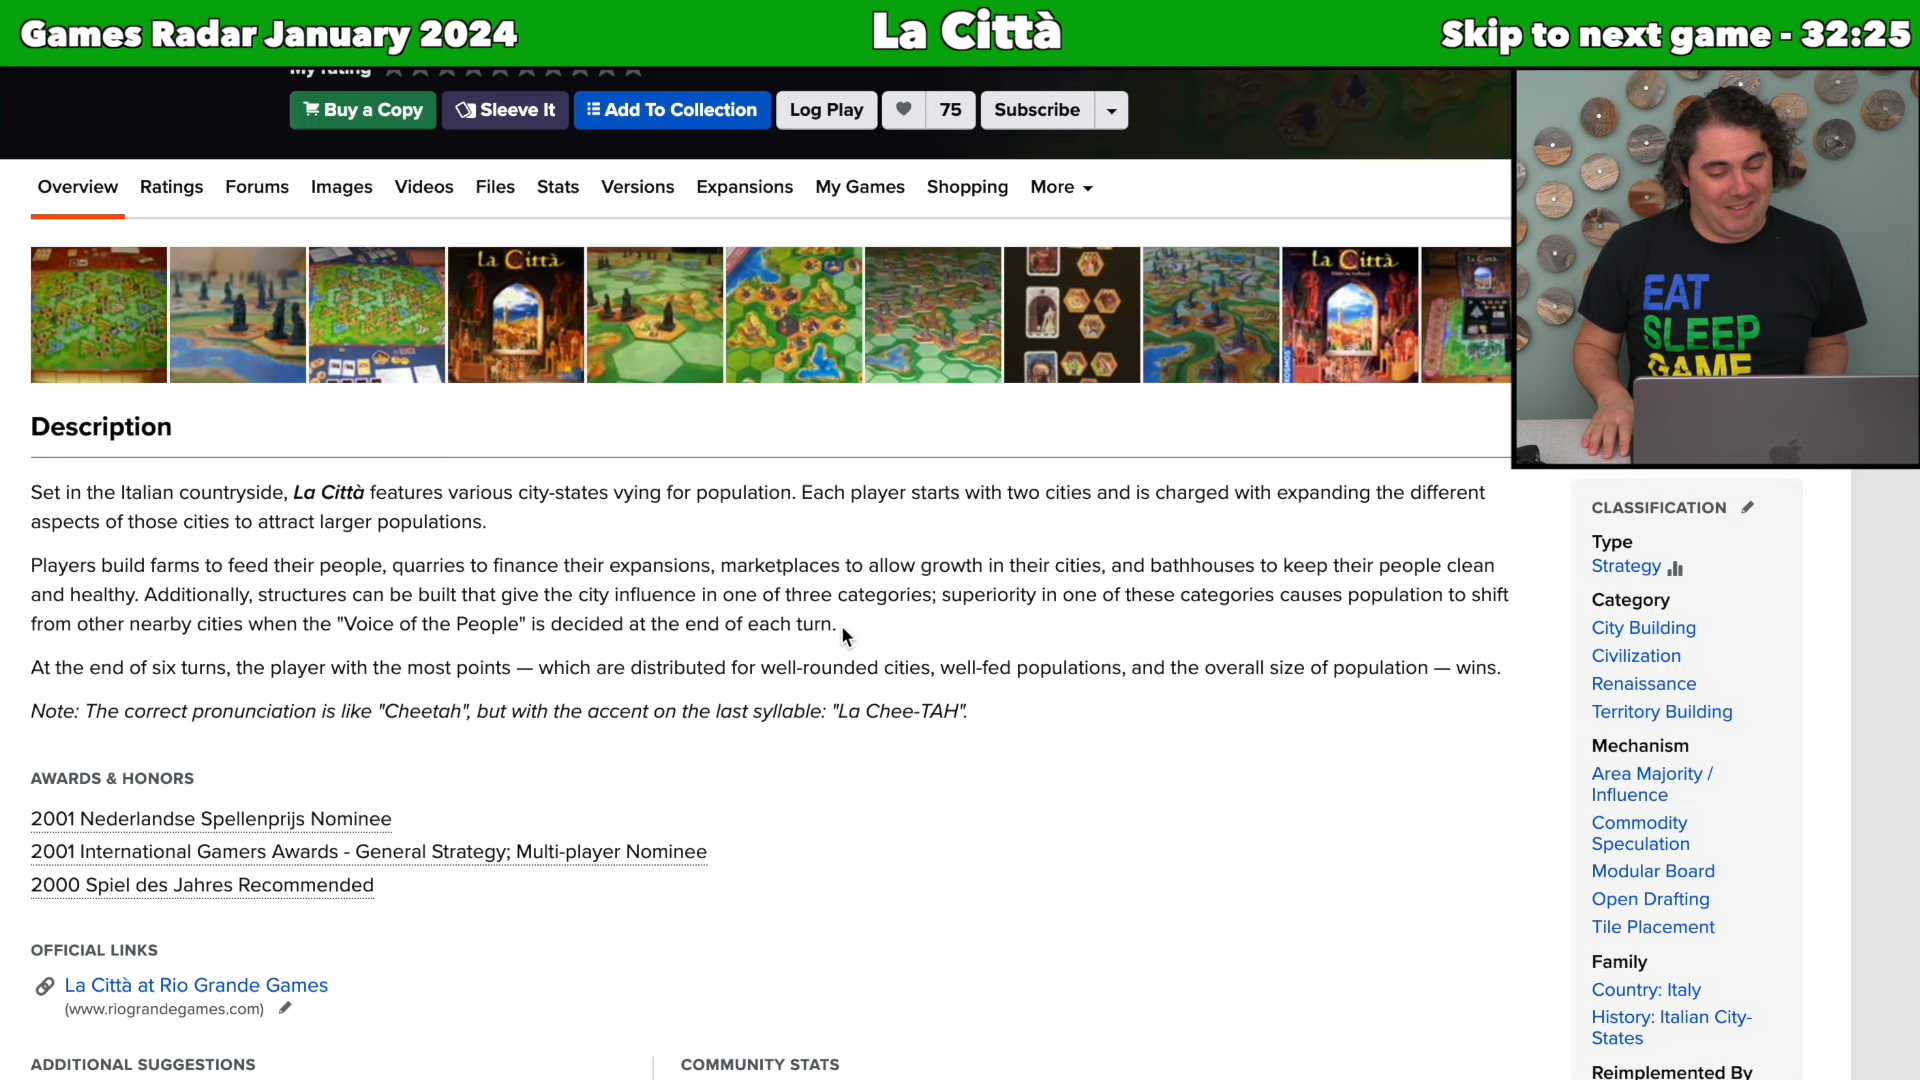 Games Radar January 2024
La Città
Skip to next game - 32:25
My rating
Buy a Copy
Sleeve It
Add To Collection
Log Play
75
Subscribe
Overview
Ratings
Forums
Images
Videos
Files
Stats
Versions
Expansions
My Games
Shopping
More
la Città
la Città
KOSMOS
EAT
SLEEP
GAME
Description
Set in the Italian countryside, La Città features various city-states vying for population. Each player starts with two cities and is charged with expanding the different
aspects of those cities to attract larger populations.
Players build farms to feed their people, quarries to finance their expansions, marketplaces to allow growth in their cities, and bathhouses to keep their people clean
and healthy. Additionally, structures can be built that give the city influence in one of three categories; superiority in one of these categories causes population to shift
from other nearby cities when the "Voice of the People" is decided at the end of each turn.
At the end of six turns, the player with the most points — which are distributed for well-rounded cities, well-fed populations, and the overall size of population — wins.
Note: The correct pronunciation is like "Cheetah", but with the accent on the last syllable: "La Chee-TAH".
AWARDS & HONORS
2001 Nederlandse Spellenprijs Nominee
2001 International Gamers Awards - General Strategy; Multi-player Nominee
2000 Spiel des Jahres Recommended
OFFICIAL LINKS
La Città at Rio Grande Games
(www.riograndegames.com)
ADDITIONAL SUGGESTIONS
COMMUNITY STATS
CLASSIFICATION
Type
Strategy
Category
City Building
Civilization
Renaissance
Territory Building
Mechanism
Area Majority /
Influence
Commodity
Speculation
Modular Board
Open Drafting
Tile Placement
Family
Country: Italy
History: Italian City-
States
Reimplemented By